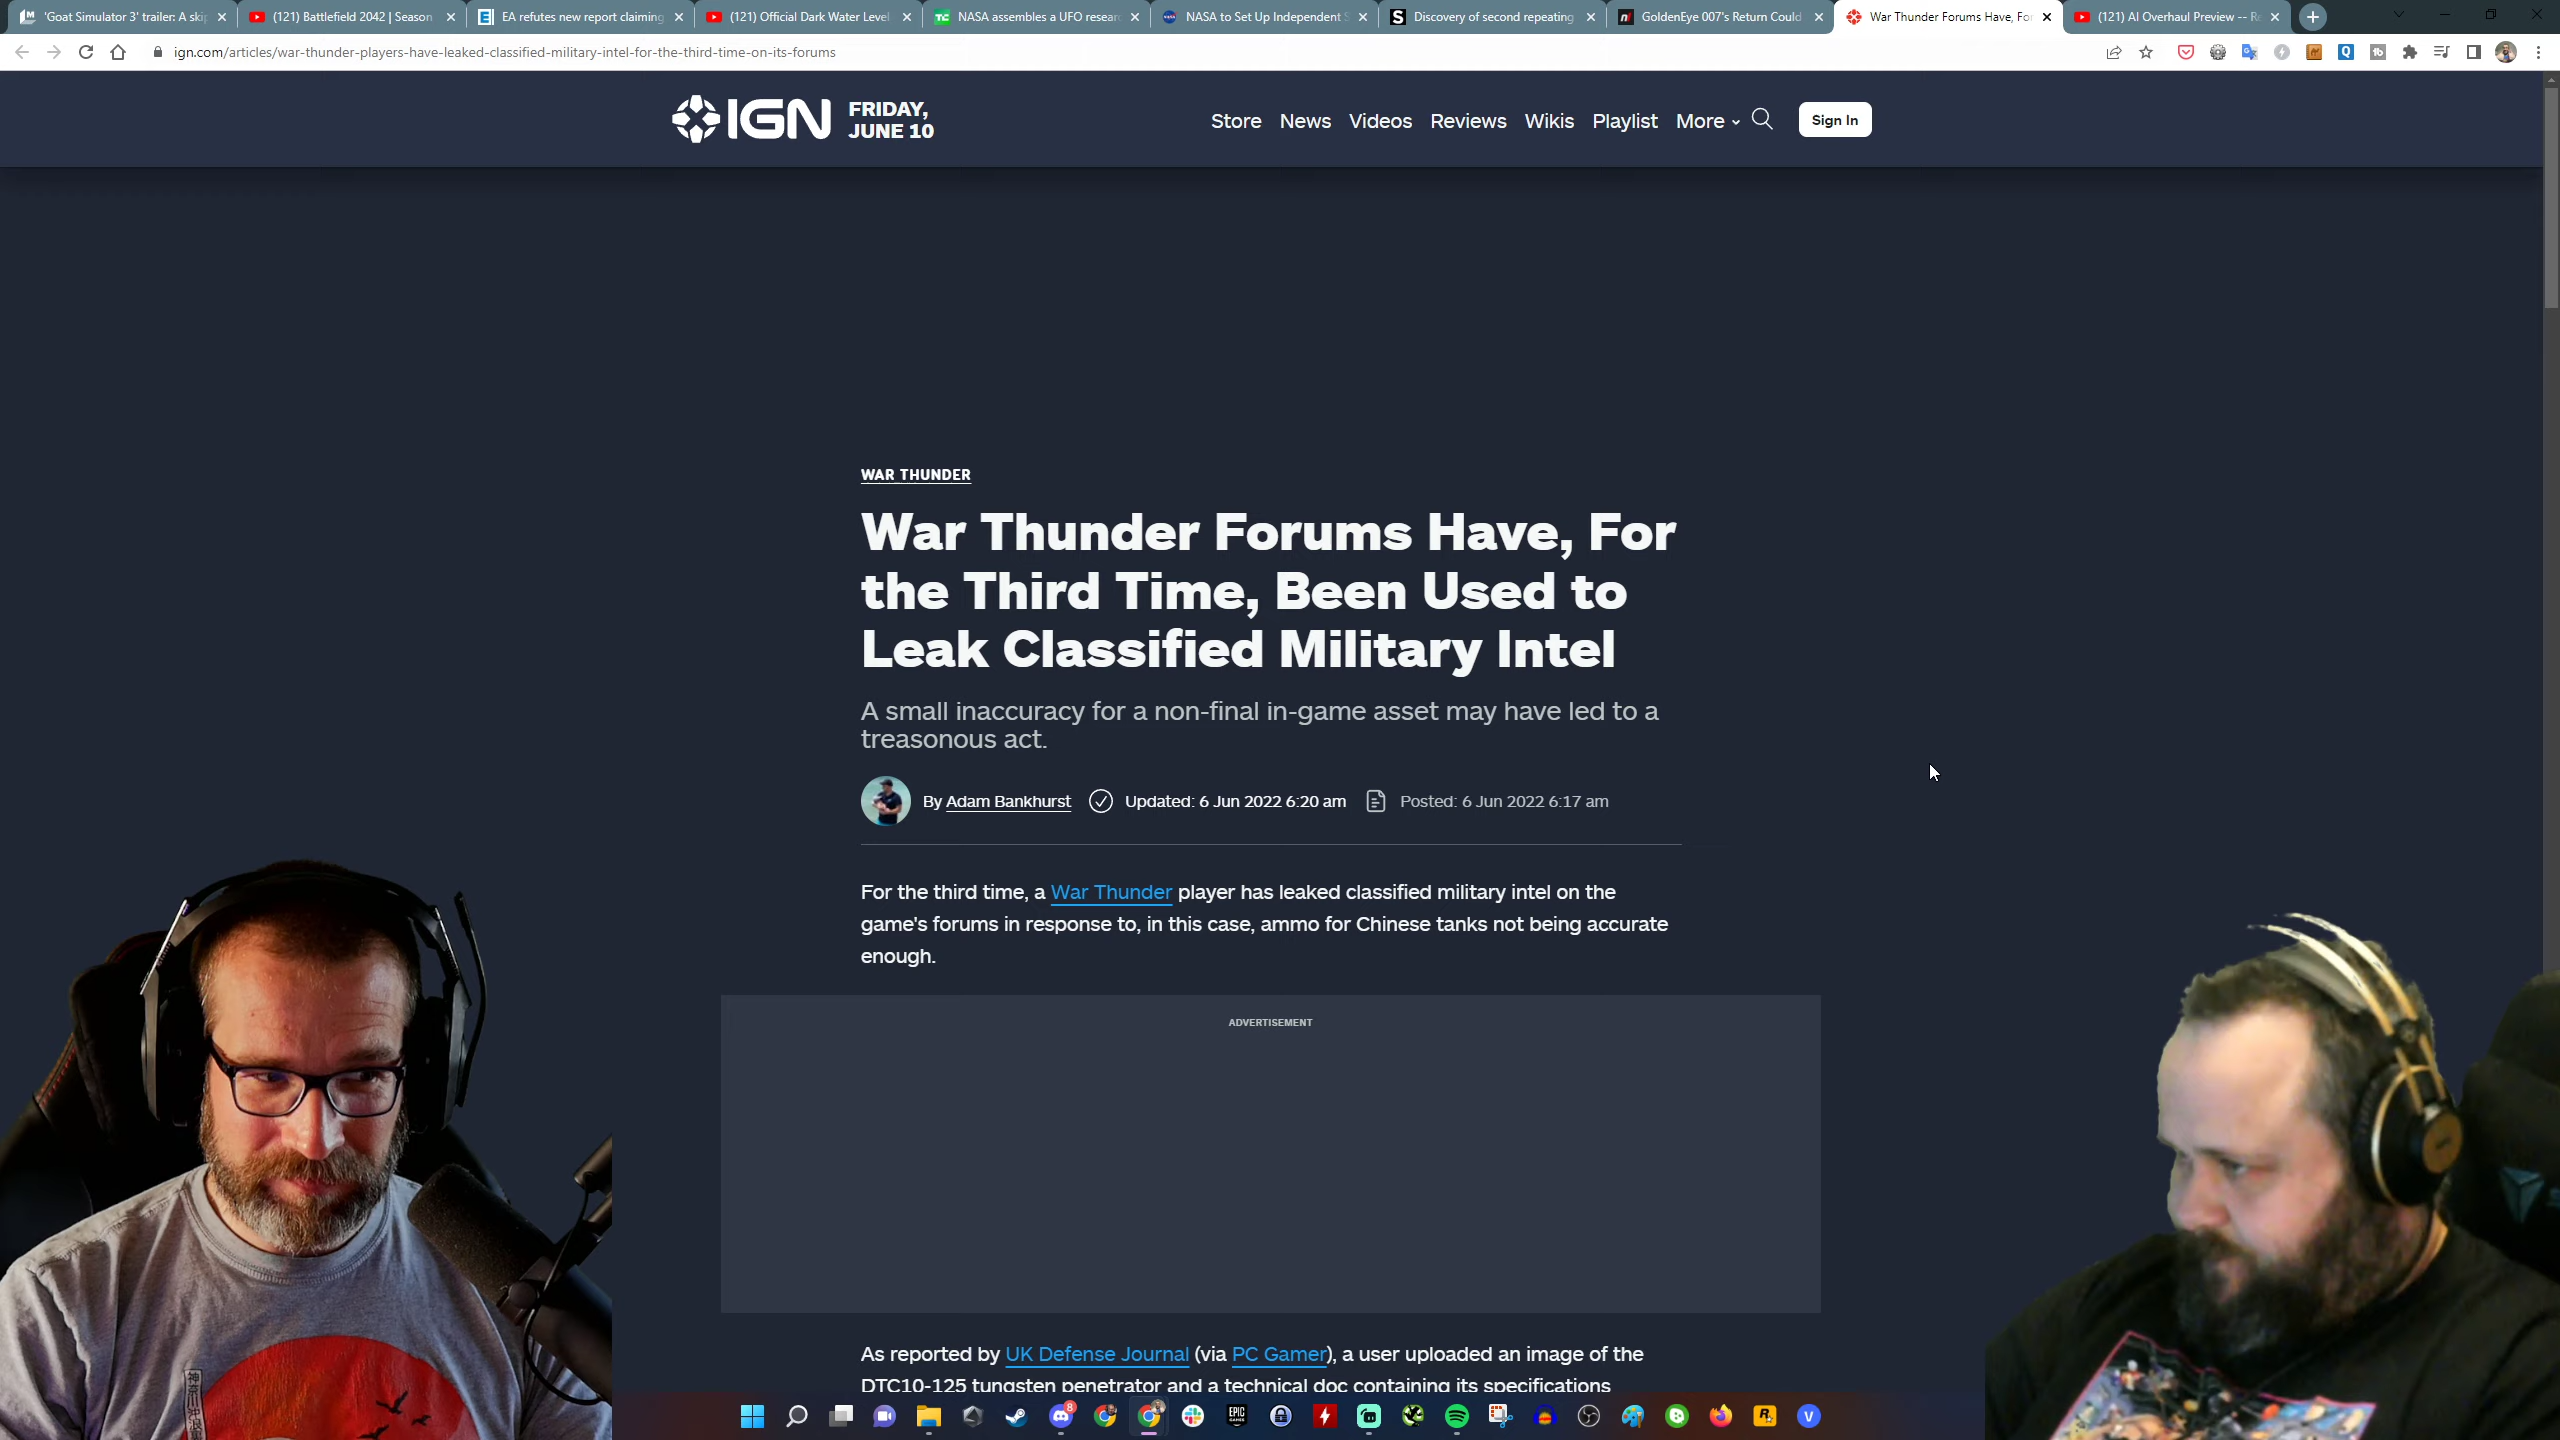 'Goat Simulator 3' trailer: A skip
(121) Battlefield 2042 | Season
EA refutes new report claiming
(121) Official Dark Water Level
NASA assembles a UFO resear
NASA to Set Up Independent S
Discovery of second repeating
GoldenEye 007's Return Could
War Thunder Forums Have, For
(121) AI Overhaul Preview -- Re
ign.com/articles/war-thunder-players-have-leaked-classified-military-intel-for-the-third-time-on-its-forums
IGN
FRIDAY,
JUNE 10
Store
News
Videos
Reviews
Wikis
Playlist
More
Sign In
WAR THUNDER
War Thunder Forums Have, For
the Third Time, Been Used to
Leak Classified Military Intel
A small inaccuracy for a non-final in-game asset may have led to a
treasonous act.
By Adam Bankhurst
Updated: 6 Jun 2022 6:20 am
Posted: 6 Jun 2022 6:17 am
For the third time, a War Thunder player has leaked classified military intel on the
game's forums in response to, in this case, ammo for Chinese tanks not being accurate
enough.
ADVERTISEMENT
As reported by UK Defense Journal (via PC Gamer), a user uploaded an image of the
DTC10-125 tungsten penetrator and a technical doc containing its specifications